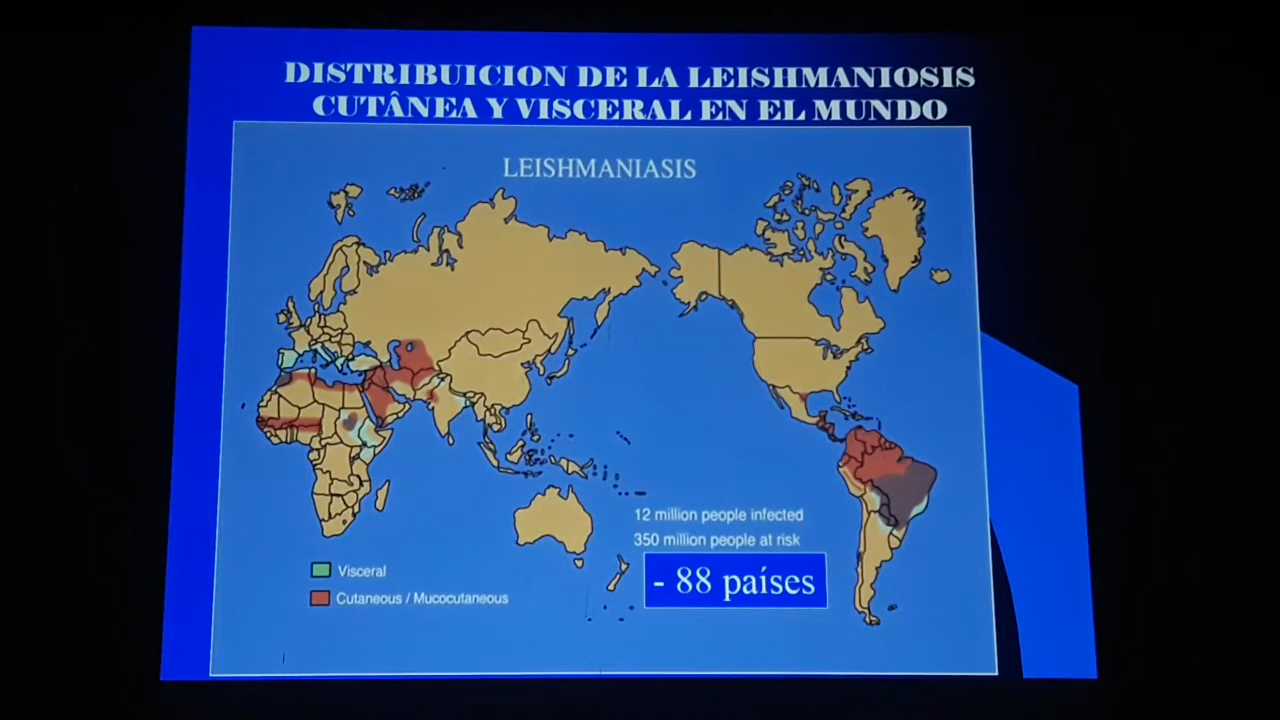 DISTRIBUICION DE LA LEISHMANIOSIS
CUTÂNEA Y VISCERAL EN EL MUNDO
LEISHMANIASIS
12 million people infected
350 million people at risk
- 88 países
Visceral
Cutaneous / Mucocutaneous